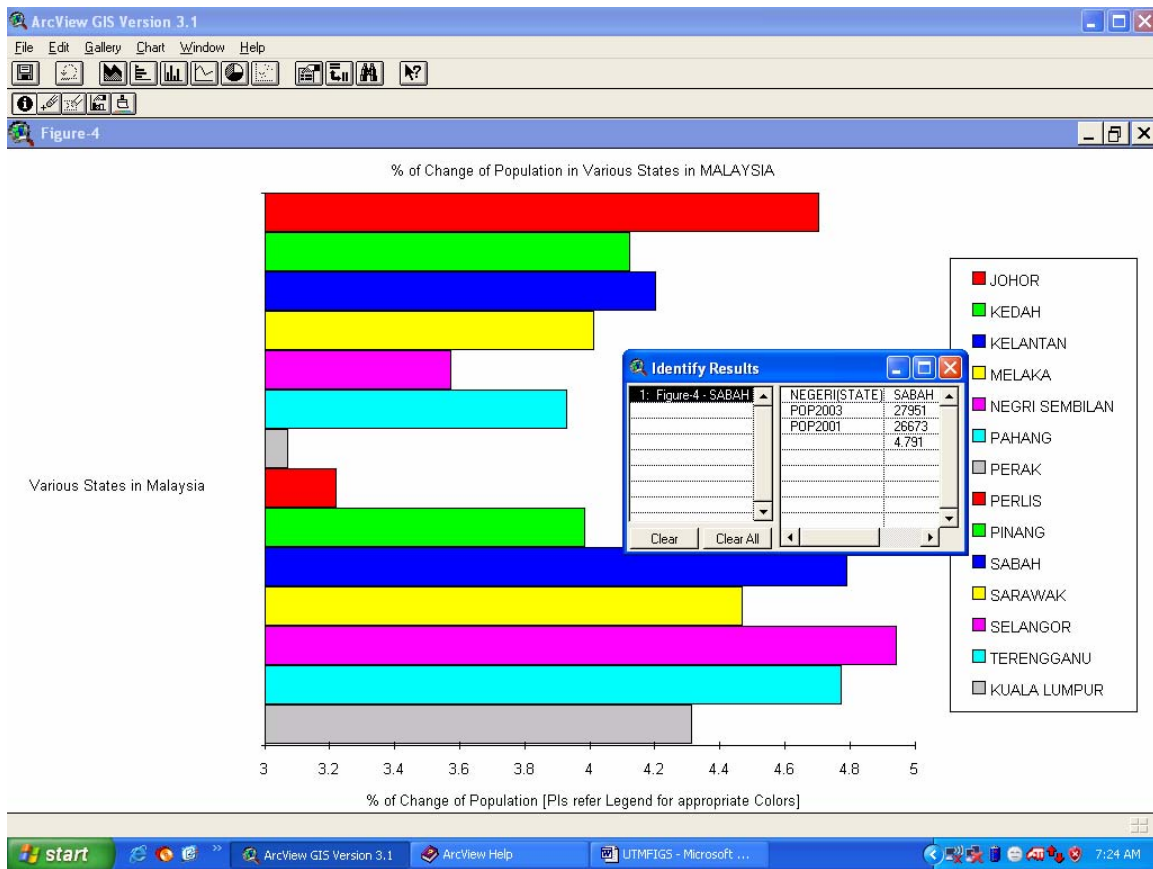 ArcView GIS Version 3.1
File Edit Gallery Chart Window Help
Figure-4
% of Change of Population in Various States in MALAYSIA
Various States in Malaysia
JOHOR
KEDAH
KELANTAN
MELAKA
NEGRI SEMBILAN
PAHANG
PERAK
PERLIS
PINANG
SABAH
SARAWAK
SELANGOR
TERENGGANU
KUALA LUMPUR
Identify Results
1: Figure-4 - SABAH
NEGERI(STATE) SABAH
POP2003 27951
POP2001 26673
4.791
Clear Clear All
3 3.2 3.4 3.6 3.8 4 4.2 4.4 4.6 4.8 5
% of Change of Population [Pls refer Legend for appropriate Colors]
start ArcView GIS Version 3.1 ArcView Help UTMFIGS - Microsoft ... 7:24 AM